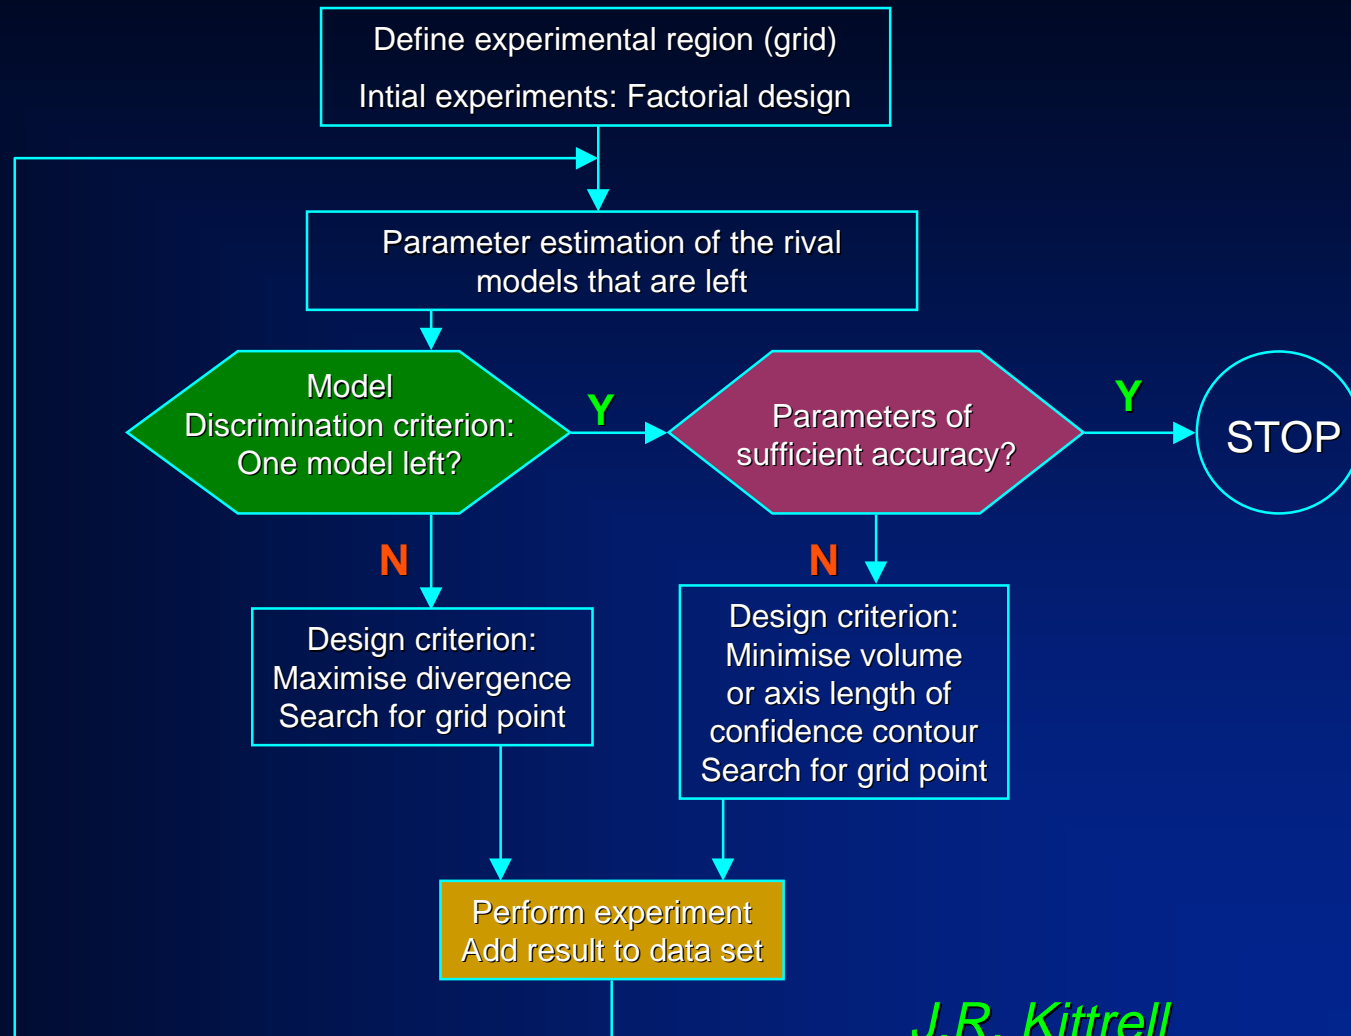 Define experimental region (grid)
Intial experiments: Factorial design
Parameter estimation of the rival
models that are left
Model
Discrimination criterion:
One model left?
Y
Parameters of
sufficient accuracy?
Y
STOP
N
N
Design criterion:
Maximise divergence
Search for grid point
Design criterion:
Minimise volume
or axis length of
confidence contour
Search for grid point
Perform experiment
Add result to data set
J.R. Kittrell